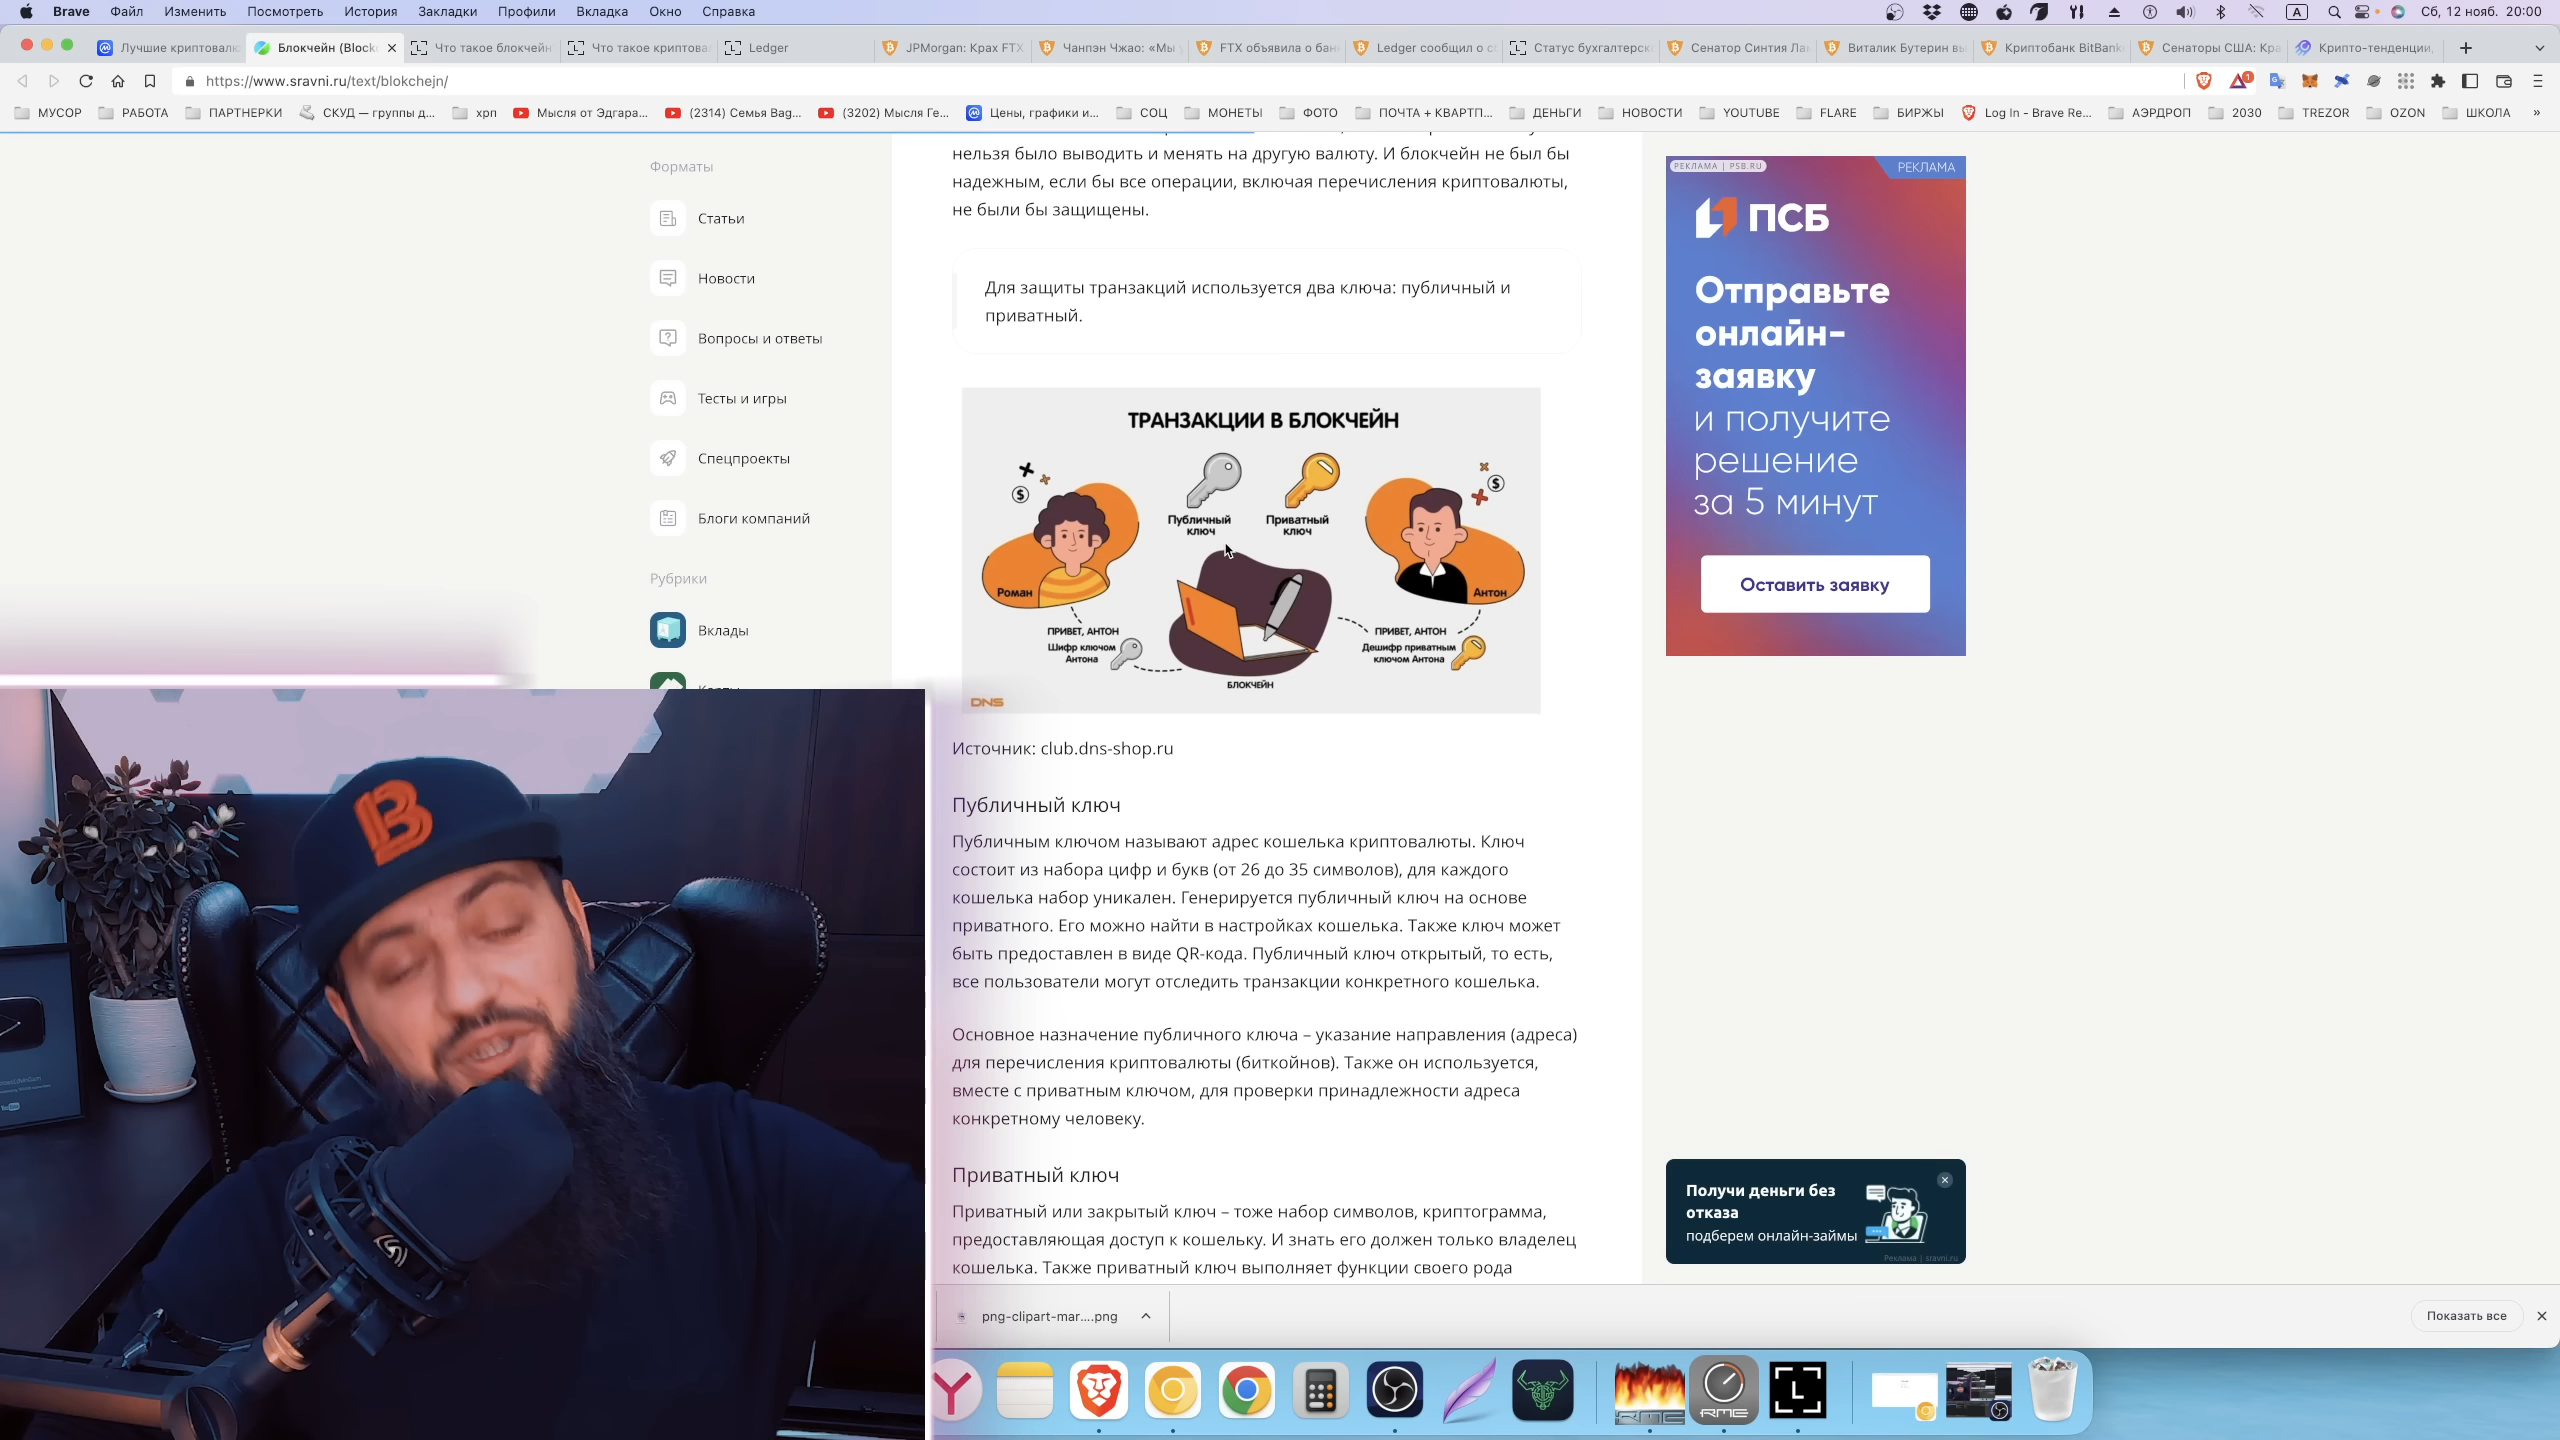 Brave Файл Изменить Посмотреть История Закладки Профили Вкладка Окно Справка
A Сб, 12 нояб. 20:00
Лучшие криптовал
Блокчейн (Block
Что такое блокчейн
Что такое криптова
Ledger
JPMorgan: Крах FTX
Чанпэн Чжао: «Мы
FTX объявила о бан
Ledger сообщил о с
Статус бухгалтерск
Сенатор Синтия Ла
Виталик Бутерин вы
Криптобанк BitBank
Сенаторы США: Кра
Крипто-тенденции,
https://www.sravni.ru/text/blokchejn/
1
МУСОР РАБОТА ПАРТНЕРКИ СКУД — группы д... хрп Мысля от Эдгара... (2314) Семья Bag... (3202) Мысля Ге... Цены, графики и... СОЦ МОНЕТЫ ФОТО ПОЧТА + КВАРТП... ДЕНЬГИ НОВОСТИ YOUTUBE FLARE БИРЖЫ Log In - Brave Re... АЭРДРОП 2030 TREZOR OZON ШКОЛА »
Форматы
Статьи
Новости
Вопросы и ответы
Тесты и игры
Спецпроекты
Блоги компаний
Рубрики
Вклады
нельзя было выводить и менять на другую валюту. И блокчейн не был бы
надежным, если бы все операции, включая перечисления криптовалюты,
не были бы защищены.
Для защиты транзакций используется два ключа: публичный и
приватный.
ТРАНЗАКЦИИ В БЛОКЧЕЙН
Публичный
ключ
Приватный
ключ
Роман
Антон
ПРИВЕТ, АНТОН
Шифр ключом
Антона
ПРИВЕТ, АНТОН
Дешифр приватным
ключом Антона
БЛОКЧЕЙН
DNS
Источник: club.dns-shop.ru
Публичный ключ
Публичным ключом называют адрес кошелька криптовалюты. Ключ
состоит из набора цифр и букв (от 26 до 35 символов), для каждого
кошелька набор уникален. Генерируется публичный ключ на основе
приватного. Его можно найти в настройках кошелька. Также ключ может
быть предоставлен в виде QR-кода. Публичный ключ открытый, то есть,
все пользователи могут отследить транзакции конкретного кошелька.
Основное назначение публичного ключа – указание направления (адреса)
для перечисления криптовалюты (биткойнов). Также он используется,
вместе с приватным ключом, для проверки принадлежности адреса
конкретному человеку.
Приватный ключ
Приватный или закрытый ключ – тоже набор символов, криптограмма,
предоставляющая доступ к кошельку. И знать его должен только владелец
кошелька. Также приватный ключ выполняет функции своего рода
РЕКЛАМА | PSB.RU
РЕКЛАМА
ПСБ
Отправьте
онлайн-
заявку
и получите
решение
за 5 минут
Оставить заявку
Получи деньги без
отказа
подберем онлайн-займы
Реклама | sravni.ru
png-clipart-mar....png
Показать все
B
RME
RME
L